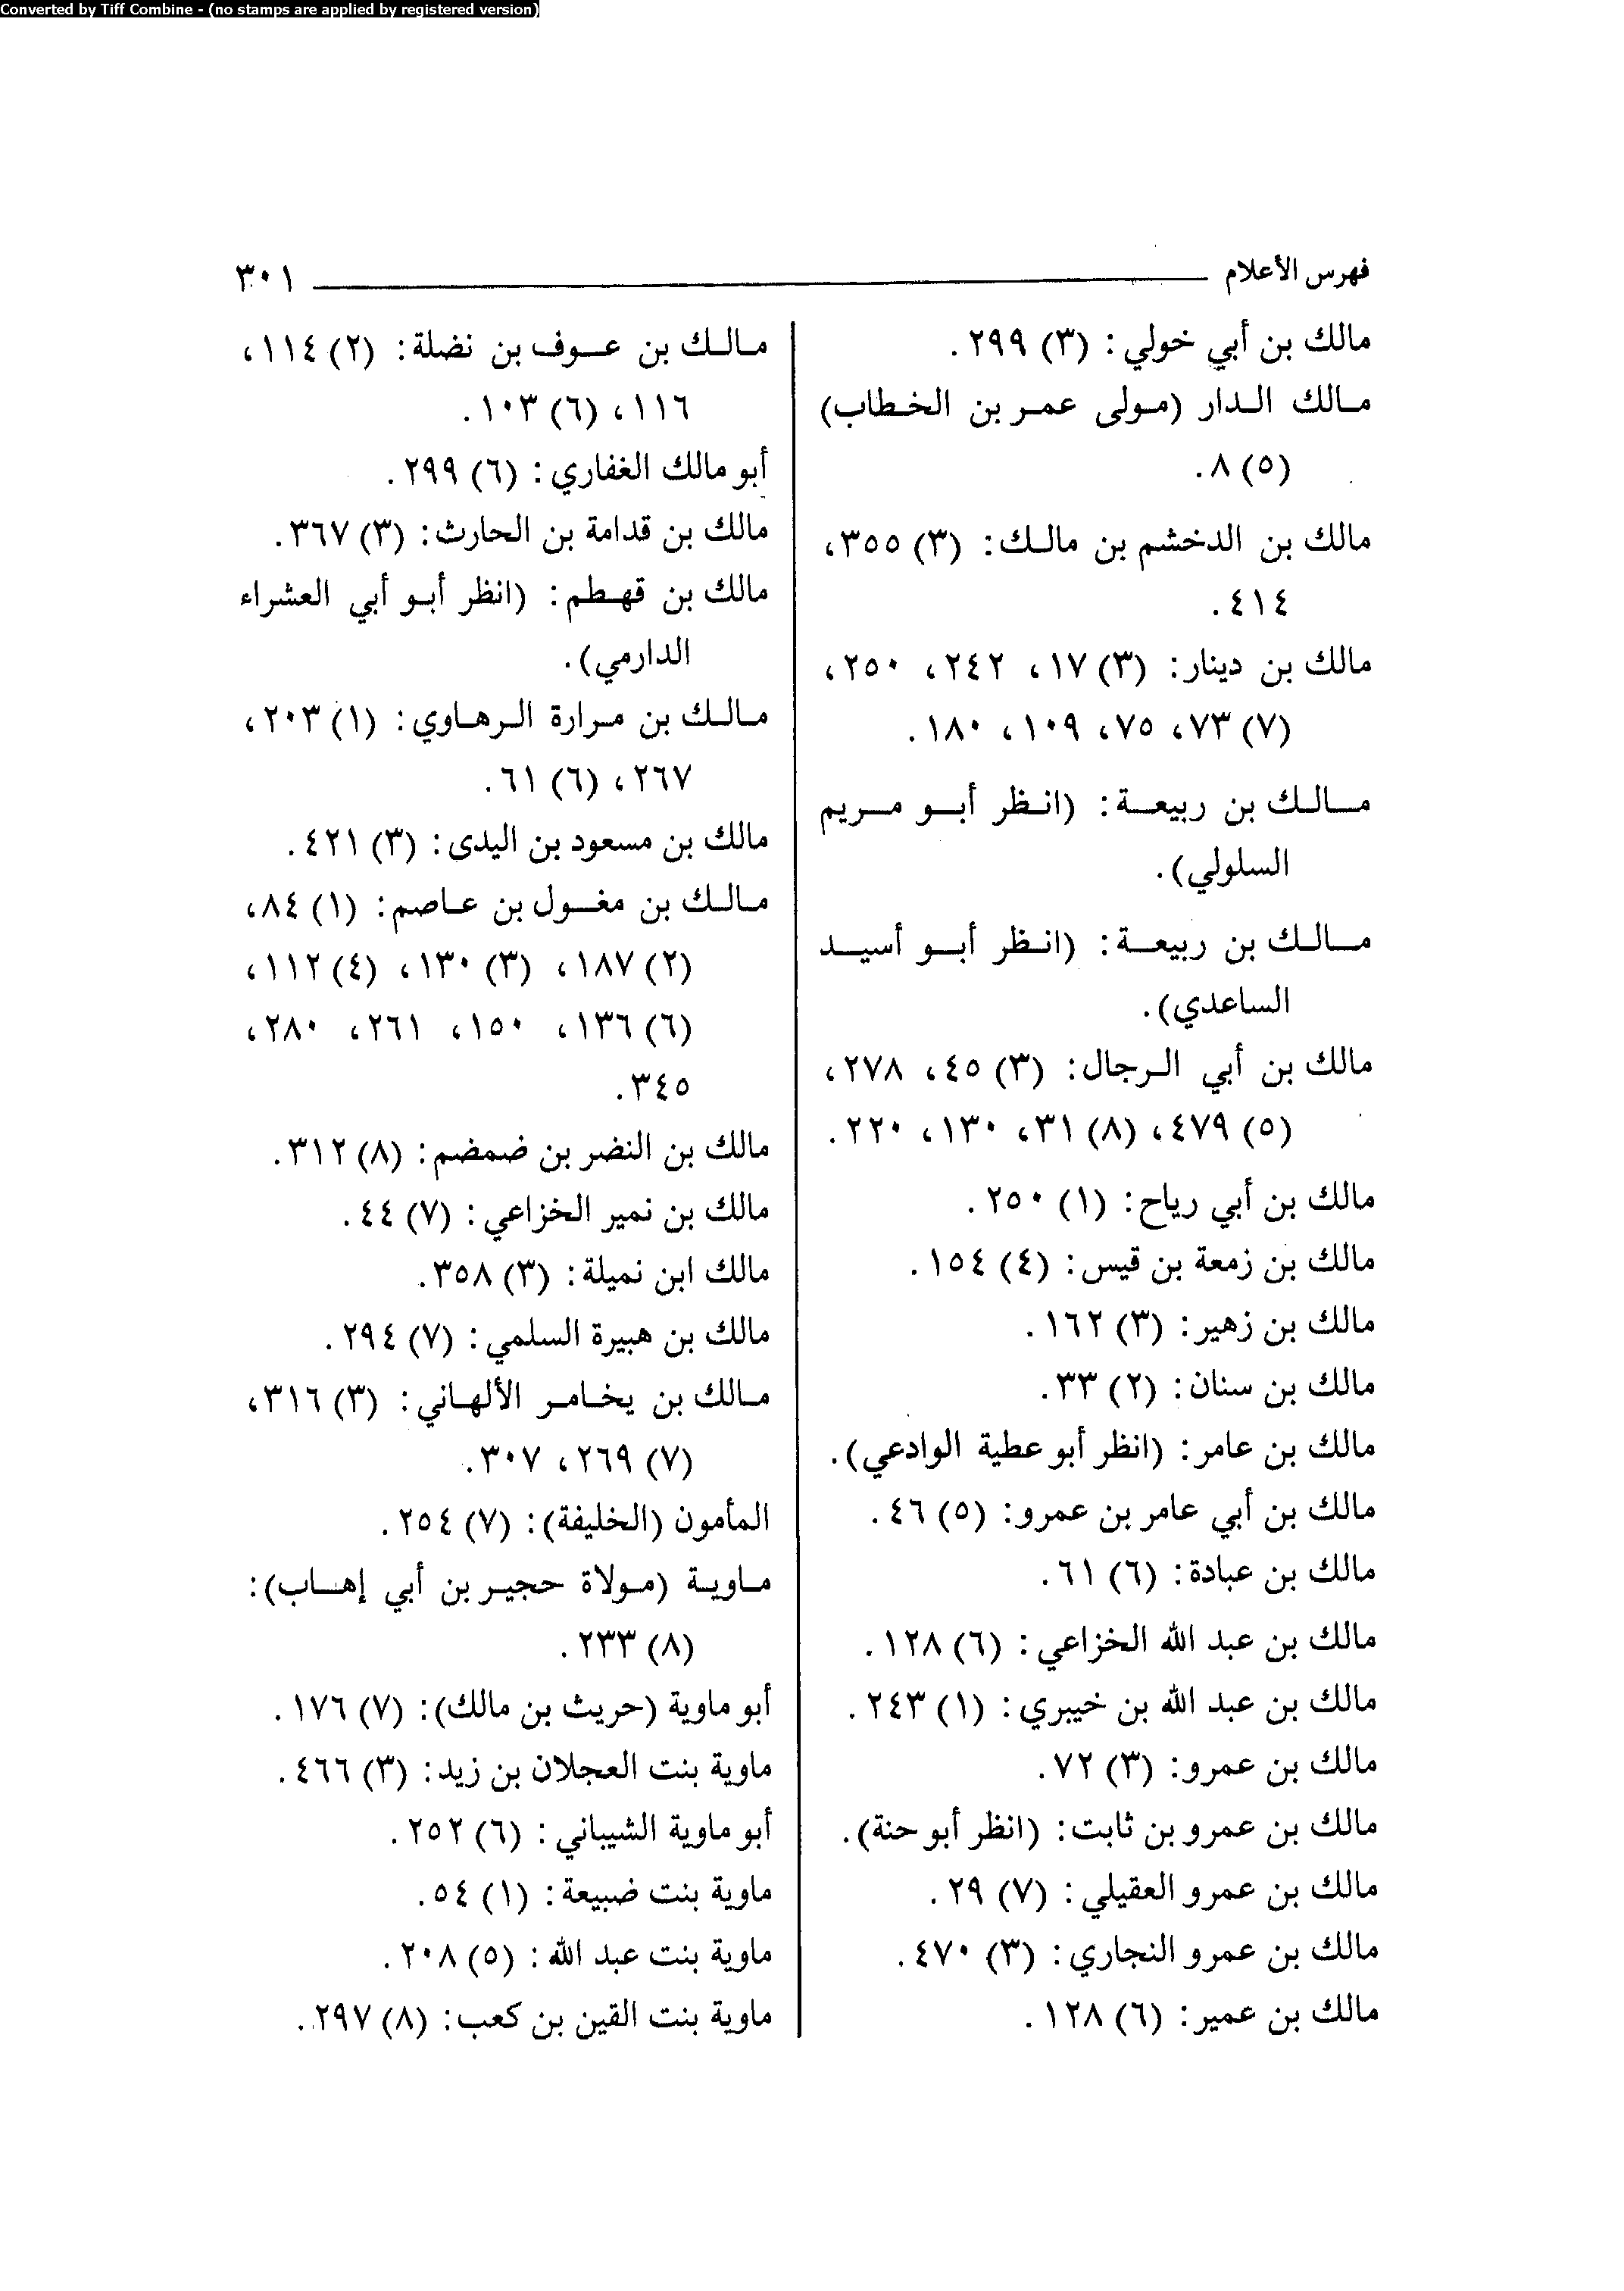 Converted by Tiff Combine - (no stamps are applied by registered version)
فهرس الأعلام ٣٠١
مالك بن أبي خولي: (٣) ٢٩٩.
مالك الدار (مولى عمر بن الخطاب)
(٥) ٨.
مالك بن الدخشم بن مالك: (٣) ٣٥٥،
٤١٤.
مالك بن دينار: (٣) ١٧، ٢٤٢، ٢٥٠،
(٧) ٧٣، ٧٥، ١٠٩، ١٨٠.
مالك بن ربيعة: (انظر أبو مريم
السلولي).
مالك بن ربيعة: (انظر أبو أسيد
الساعدي).
مالك بن أبي الرجال: (٣) ٤٥، ٢٧٨،
(٥) ٤٧٩، (٨) ٣١، ١٣٠، ٢٢٠.
مالك بن أبي رياح: (١) ٢٥٠.
مالك بن زمعة بن قيس: (٤) ١٥٤.
مالك بن زهير: (٣) ١٦٢.
مالك بن سنان: (٢) ٣٣.
مالك بن عامر: (انظر أبو عطية الوادعي).
مالك بن أبي عامر بن عمرو: (٥) ٤٦.
مالك بن عبادة: (٦) ٦١.
مالك بن عبد الله الخزاعي: (٦) ١٢٨.
مالك بن عبد الله بن خيبري: (١) ٢٤٣.
مالك بن عمرو: (٣) ٧٢.
مالك بن عمرو بن ثابت: (انظر أبو حنة).
مالك بن عمرو العقيلي: (٧) ٢٩.
مالك بن عمرو النجاري: (٣) ٤٧٠.
مالك بن عمير: (٦) ١٢٨.
مالك بن عوف بن نضلة: (٢) ١١٤،
١١٦، (٦) ١٠٣.
أبو مالك الغفاري: (٦) ٢٩٩.
مالك بن قدامة بن الحارث: (٣) ٣٦٧.
مالك بن قهطم: (انظر أبو أبي العشراء
الدارمي).
مالك بن مرارة الرهاوي: (١) ٢٠٣،
٢٦٧، (٦) ٦١.
مالك بن مسعود بن اليدى: (٣) ٤٢١.
مالك بن مغول بن عاصم: (١) ٨٤،
(٢) ١٨٧، (٣) ١٣٠، (٤) ١١٢،
(٦) ١٣٦، ١٥٠، ٢٦١، ٢٨٠،
٣٤٥.
مالك بن النضر بن ضمضم: (٨) ٣١٢.
مالك بن نمير الخزاعي: (٧) ٤٤.
مالك ابن نميلة: (٣) ٣٥٨.
مالك بن هبيرة السلمي: (٧) ٢٩٤.
مالك بن يخامر الألهاني: (٣) ٣١٦،
(٧) ٢٦٩، ٣٠٧.
المأمون (الخليفة): (٧) ٢٥٤.
ماوية (مولاة حجير بن أبي إهاب):
(٨) ٢٣٣.
أبو ماوية (حريث بن مالك): (٧) ١٧٦.
ماوية بنت العجلان بن زيد: (٣) ٤٦٦.
أبو ماوية الشيباني: (٦) ٢٥٢.
ماوية بنت ضبيعة: (١) ٥٤.
ماوية بنت عبد الله: (٥) ٢٠٨.
ماوية بنت القين بن كعب: (٨) ٢٩٧.